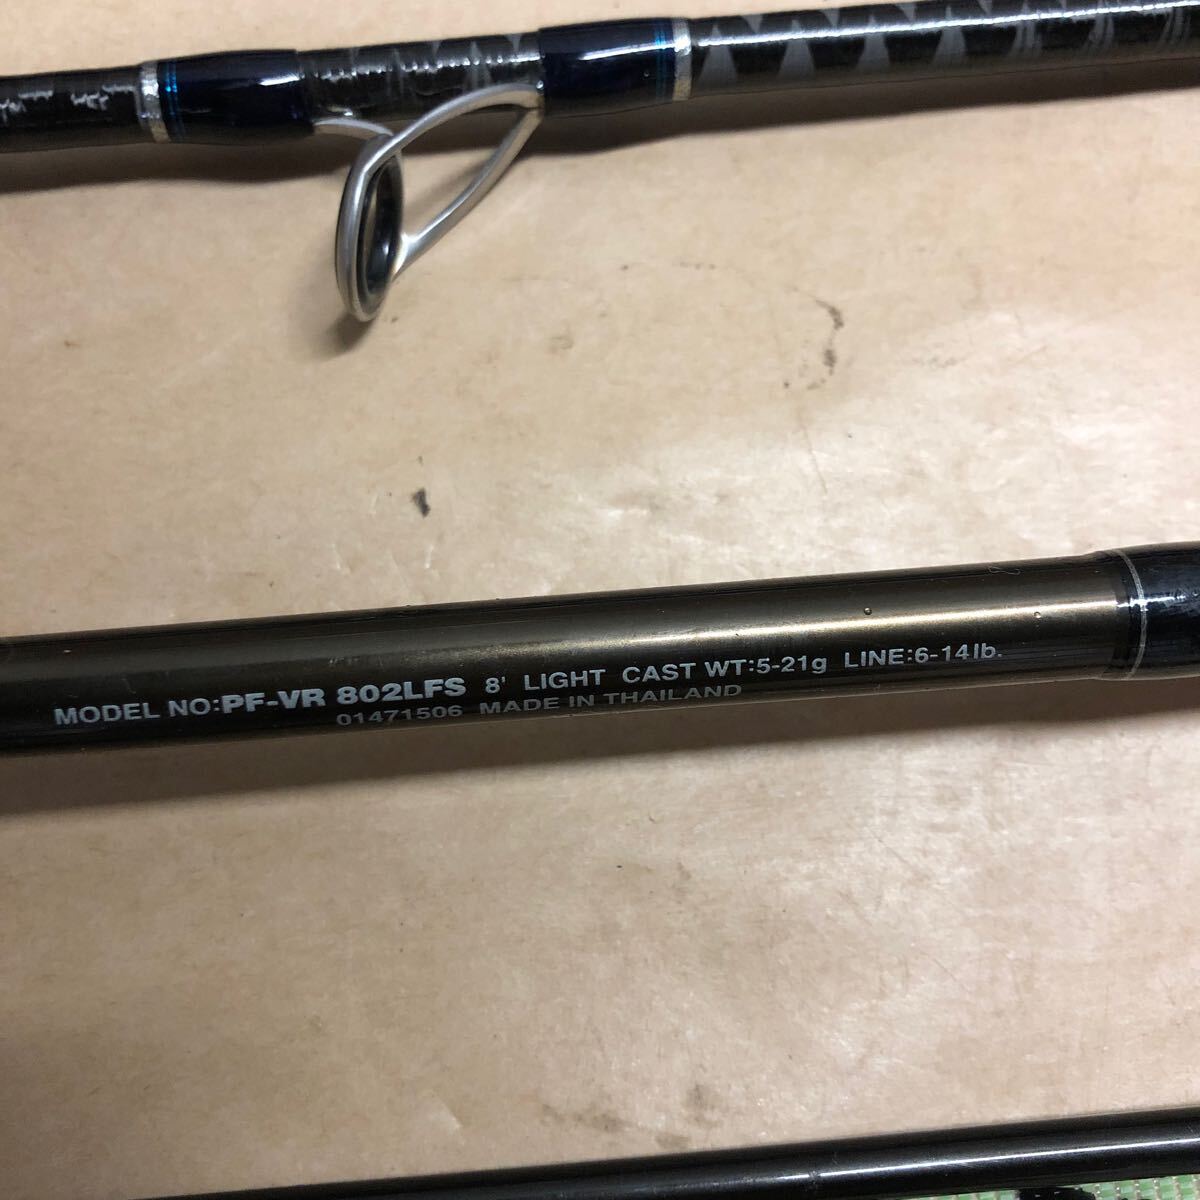 MODEL NO:PF-VR 802LFS 8' LIGHT CAST WT:5-21g LINE:6-14lb.
01471506 MADE IN THAILAND